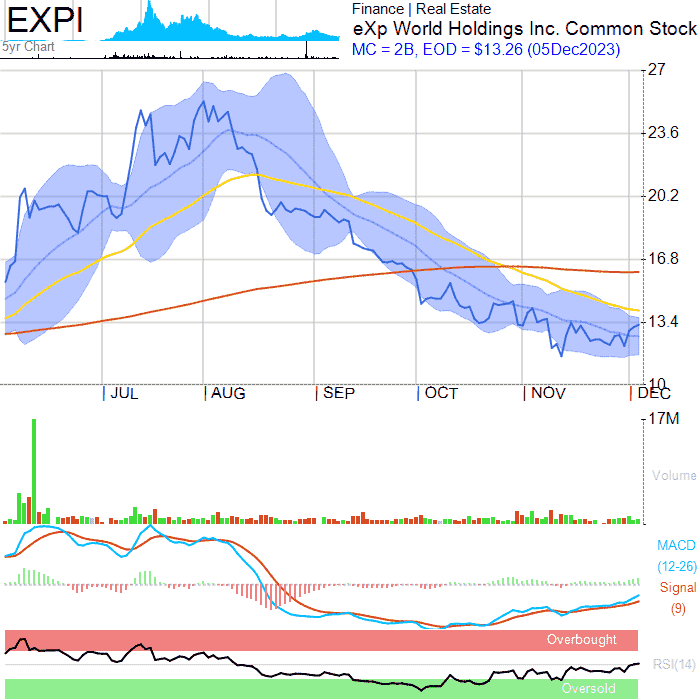 EXPI
Finance | Real Estate
eXp World Holdings Inc. Common Stock
5yr Chart
MC = 2B, EOD = $13.26 (05Dec2023)
27
23.6
20.2
16.8
13.4
10
JUL AUG SEP OCT NOV DEC
17M
Volume
MACD
(12-26)
Signal
(9)
Overbought
RSI(14)
Oversold